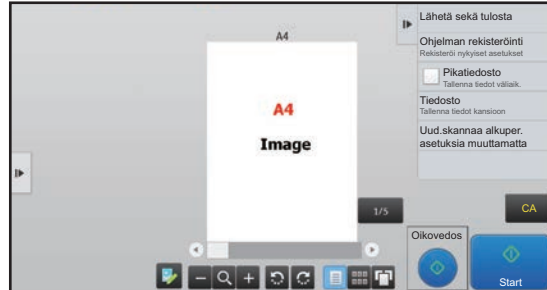 A4
A4
Image
1/5
Lähetä sekä tulosta
Ohjelman rekisteröinti
Rekisteröi nykyiset asetukset
Pikatiedosto
Tallenna tiedot väliaik.
Tiedosto
Tallenna tiedot kansioon
Uud.skannaa alkuper.
asetuksia muuttamatta
CA
Oikovedos
Start